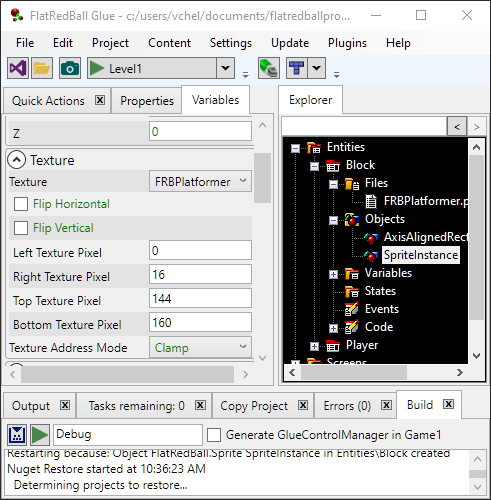 FlatRedBall Glue - c:/users/vchel/documents/flatredballpro...
File Edit Project Content Settings Update Plugins Help
Level1
Quick Actions Properties Variables
Z 0
Texture
Texture FRBPlatformer
Flip Horizontal
Flip Vertical
Left Texture Pixel 0
Right Texture Pixel 16
Top Texture Pixel 144
Bottom Texture Pixel 160
Texture Address Mode Clamp
Explorer
< >
Entities
Block
Files
FRBPlatformer.p
Objects
AxisAlignedRect
SpriteInstance
Variables
States
Events
Code
Player
Screens
Output Tasks remaining: 0 Copy Project Errors (0) Build
Debug Generate GlueControlManager in Game1
Restarting because: Object FlatRedBall.Sprite SpriteInstance in Entities\Block created
Nuget Restore started at 10:36:23 AM
Determining projects to restore...